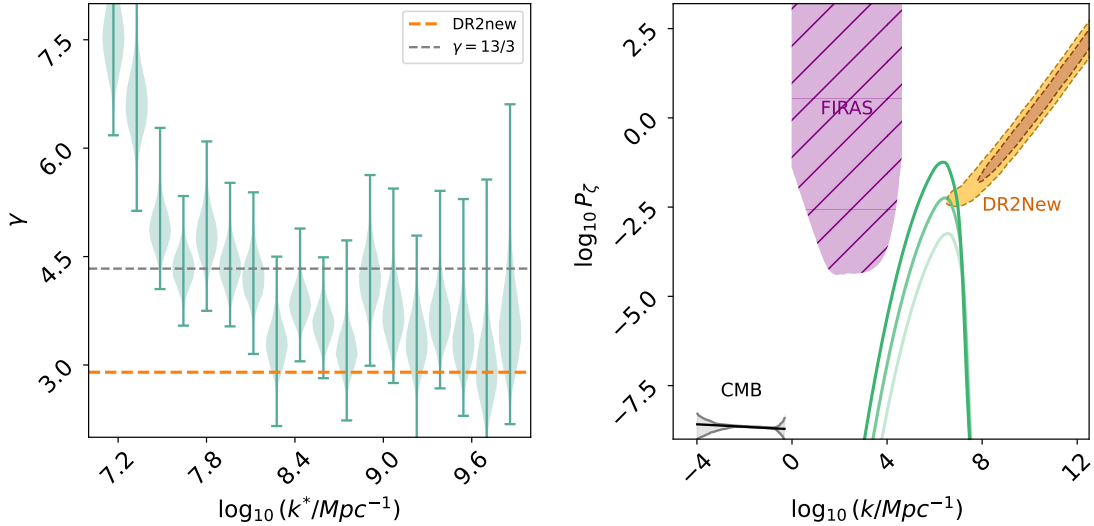 DR2new
γ = 13/3
γ
7.5
6.0
4.5
3.0
7.2
7.8
8.4
9.0
9.6
log₁₀ (k*/Mpc⁻¹)
FIRAS
DR2New
CMB
log₁₀ Pζ
2.5
0.0
−2.5
−5.0
−7.5
−4
0
4
8
12
log₁₀ (k/Mpc⁻¹)